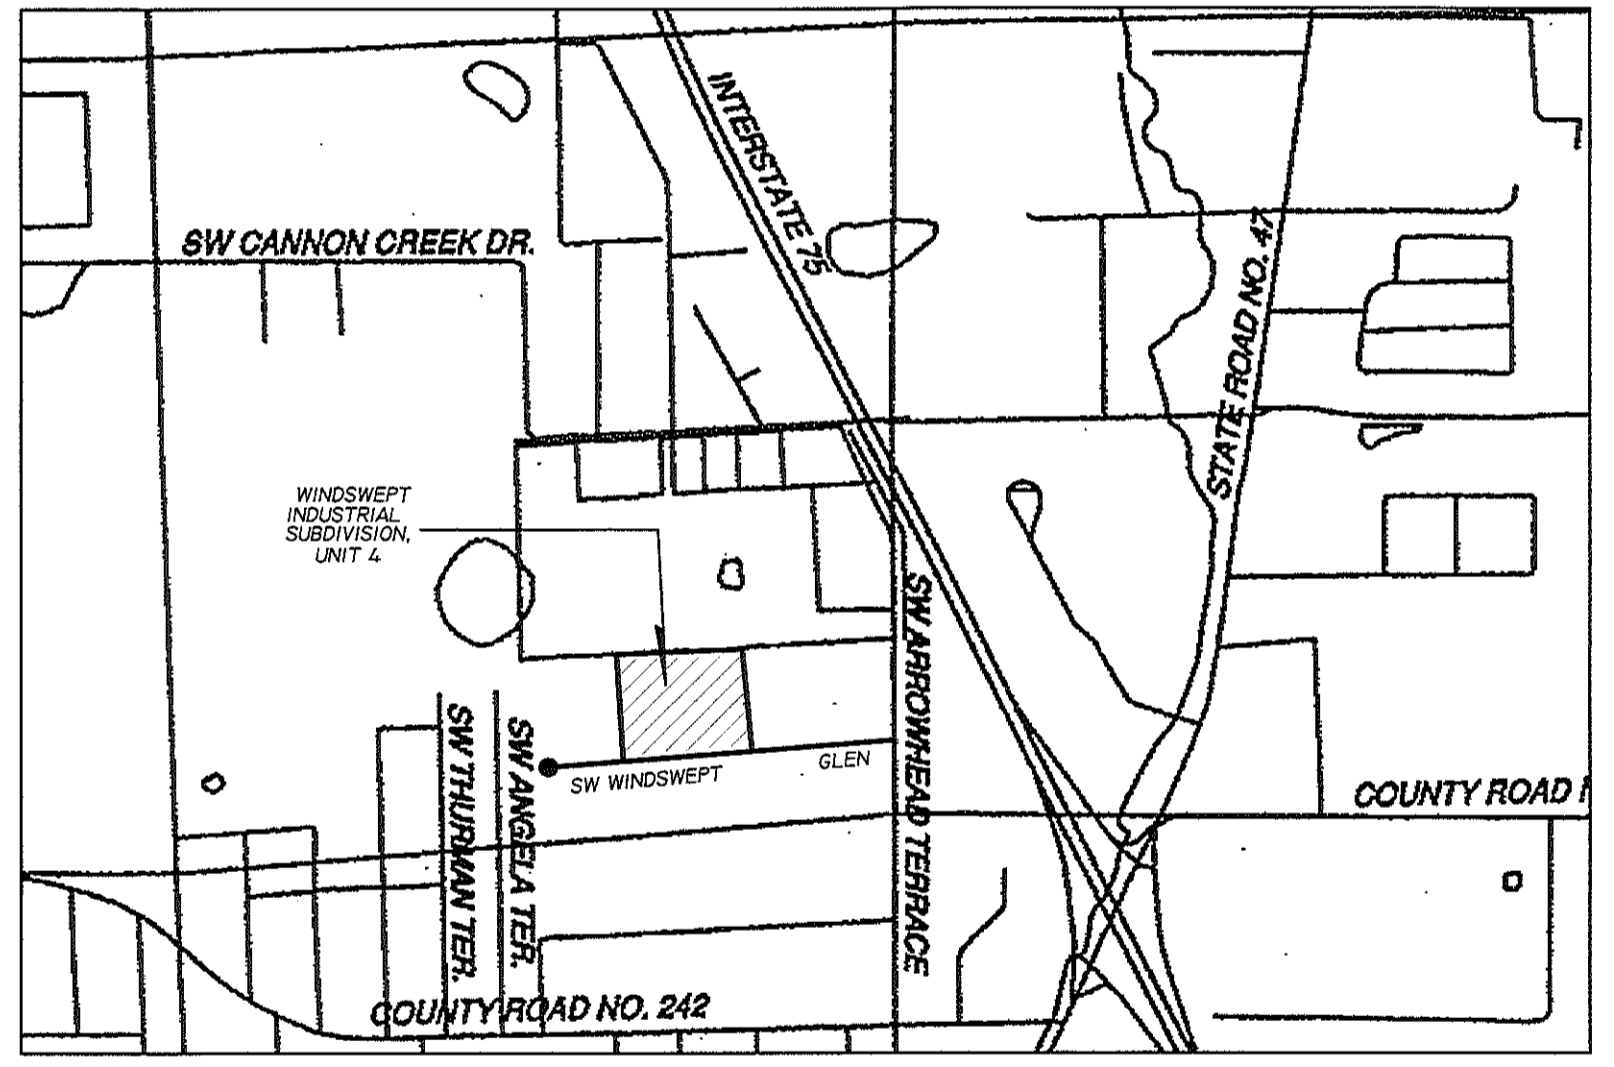 INTERSTATE 75
SW CANNON CREEK DR.
STATE ROAD NO. 47
WINDSWEPT
INDUSTRIAL
SUBDIVISION,
UNIT 4
SW ARROWHEAD TERRACE
SW THURMAN TER.
SW ANGELA TER.
SW WINDSWEPT GLEN
COUNTY ROAD
COUNTY ROAD NO. 242